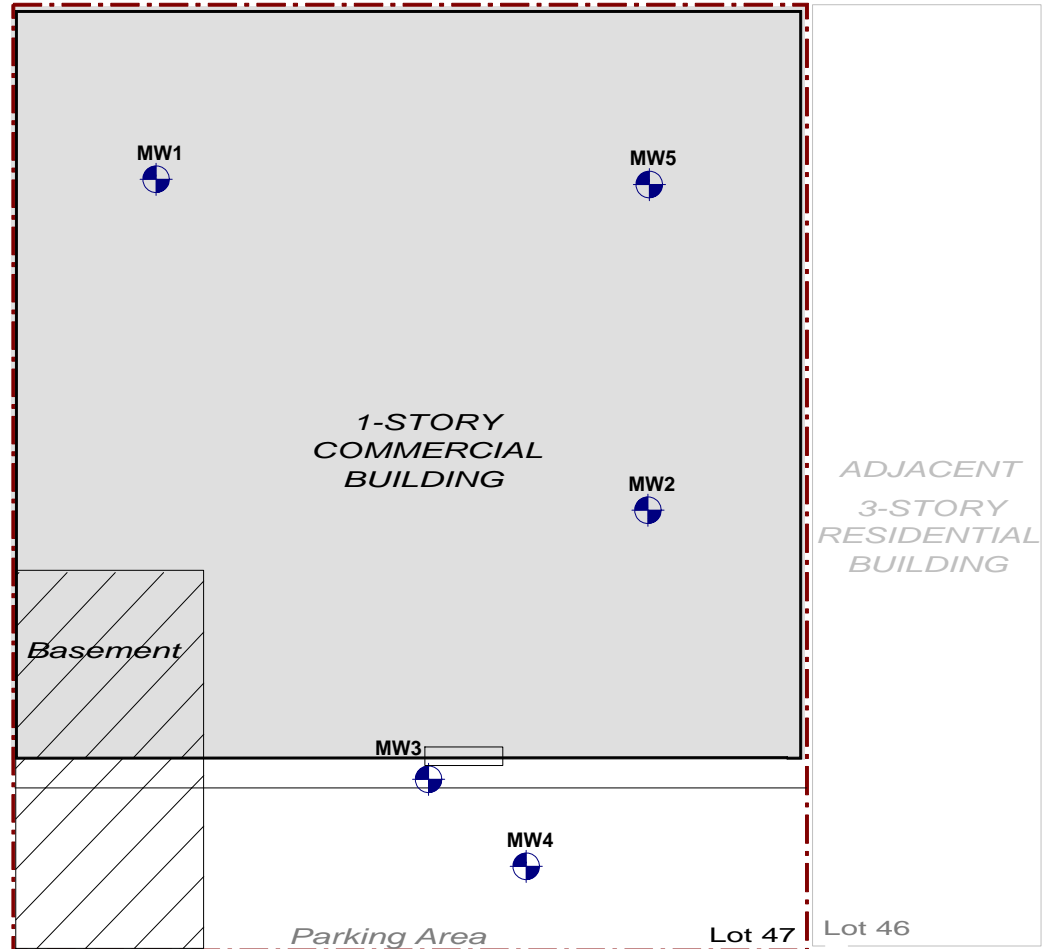 MW1
MW5
1-STORY
COMMERCIAL
BUILDING
MW2
ADJACENT
3-STORY
RESIDENTIAL
BUILDING
Basement
MW3
MW4
Parking Area
Lot 47
Lot 46